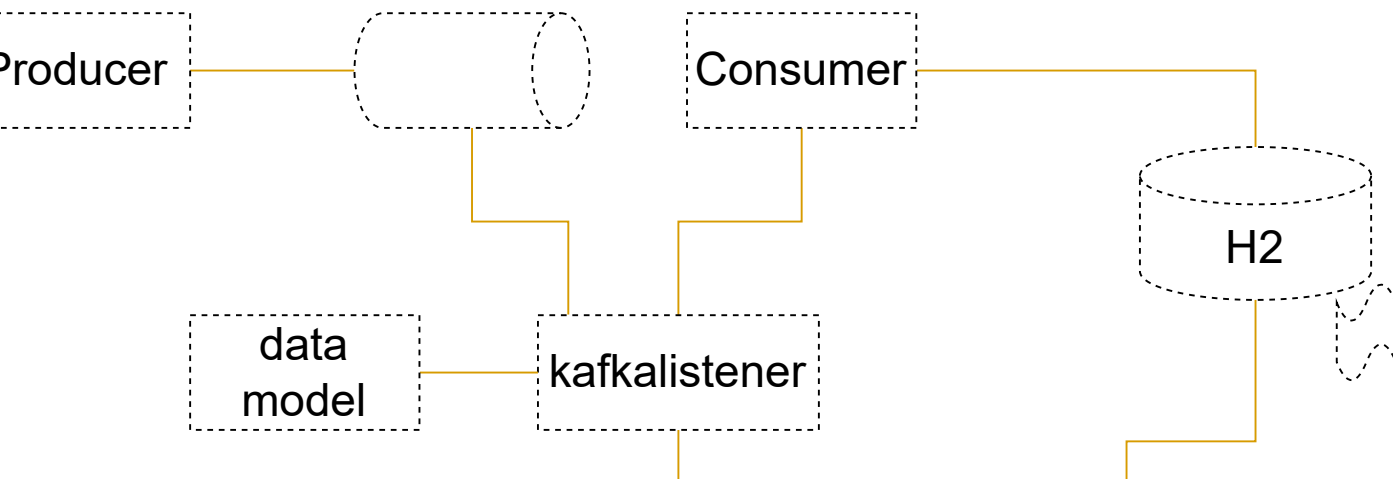 Producer
Consumer
H2
data
model
kafkalistener